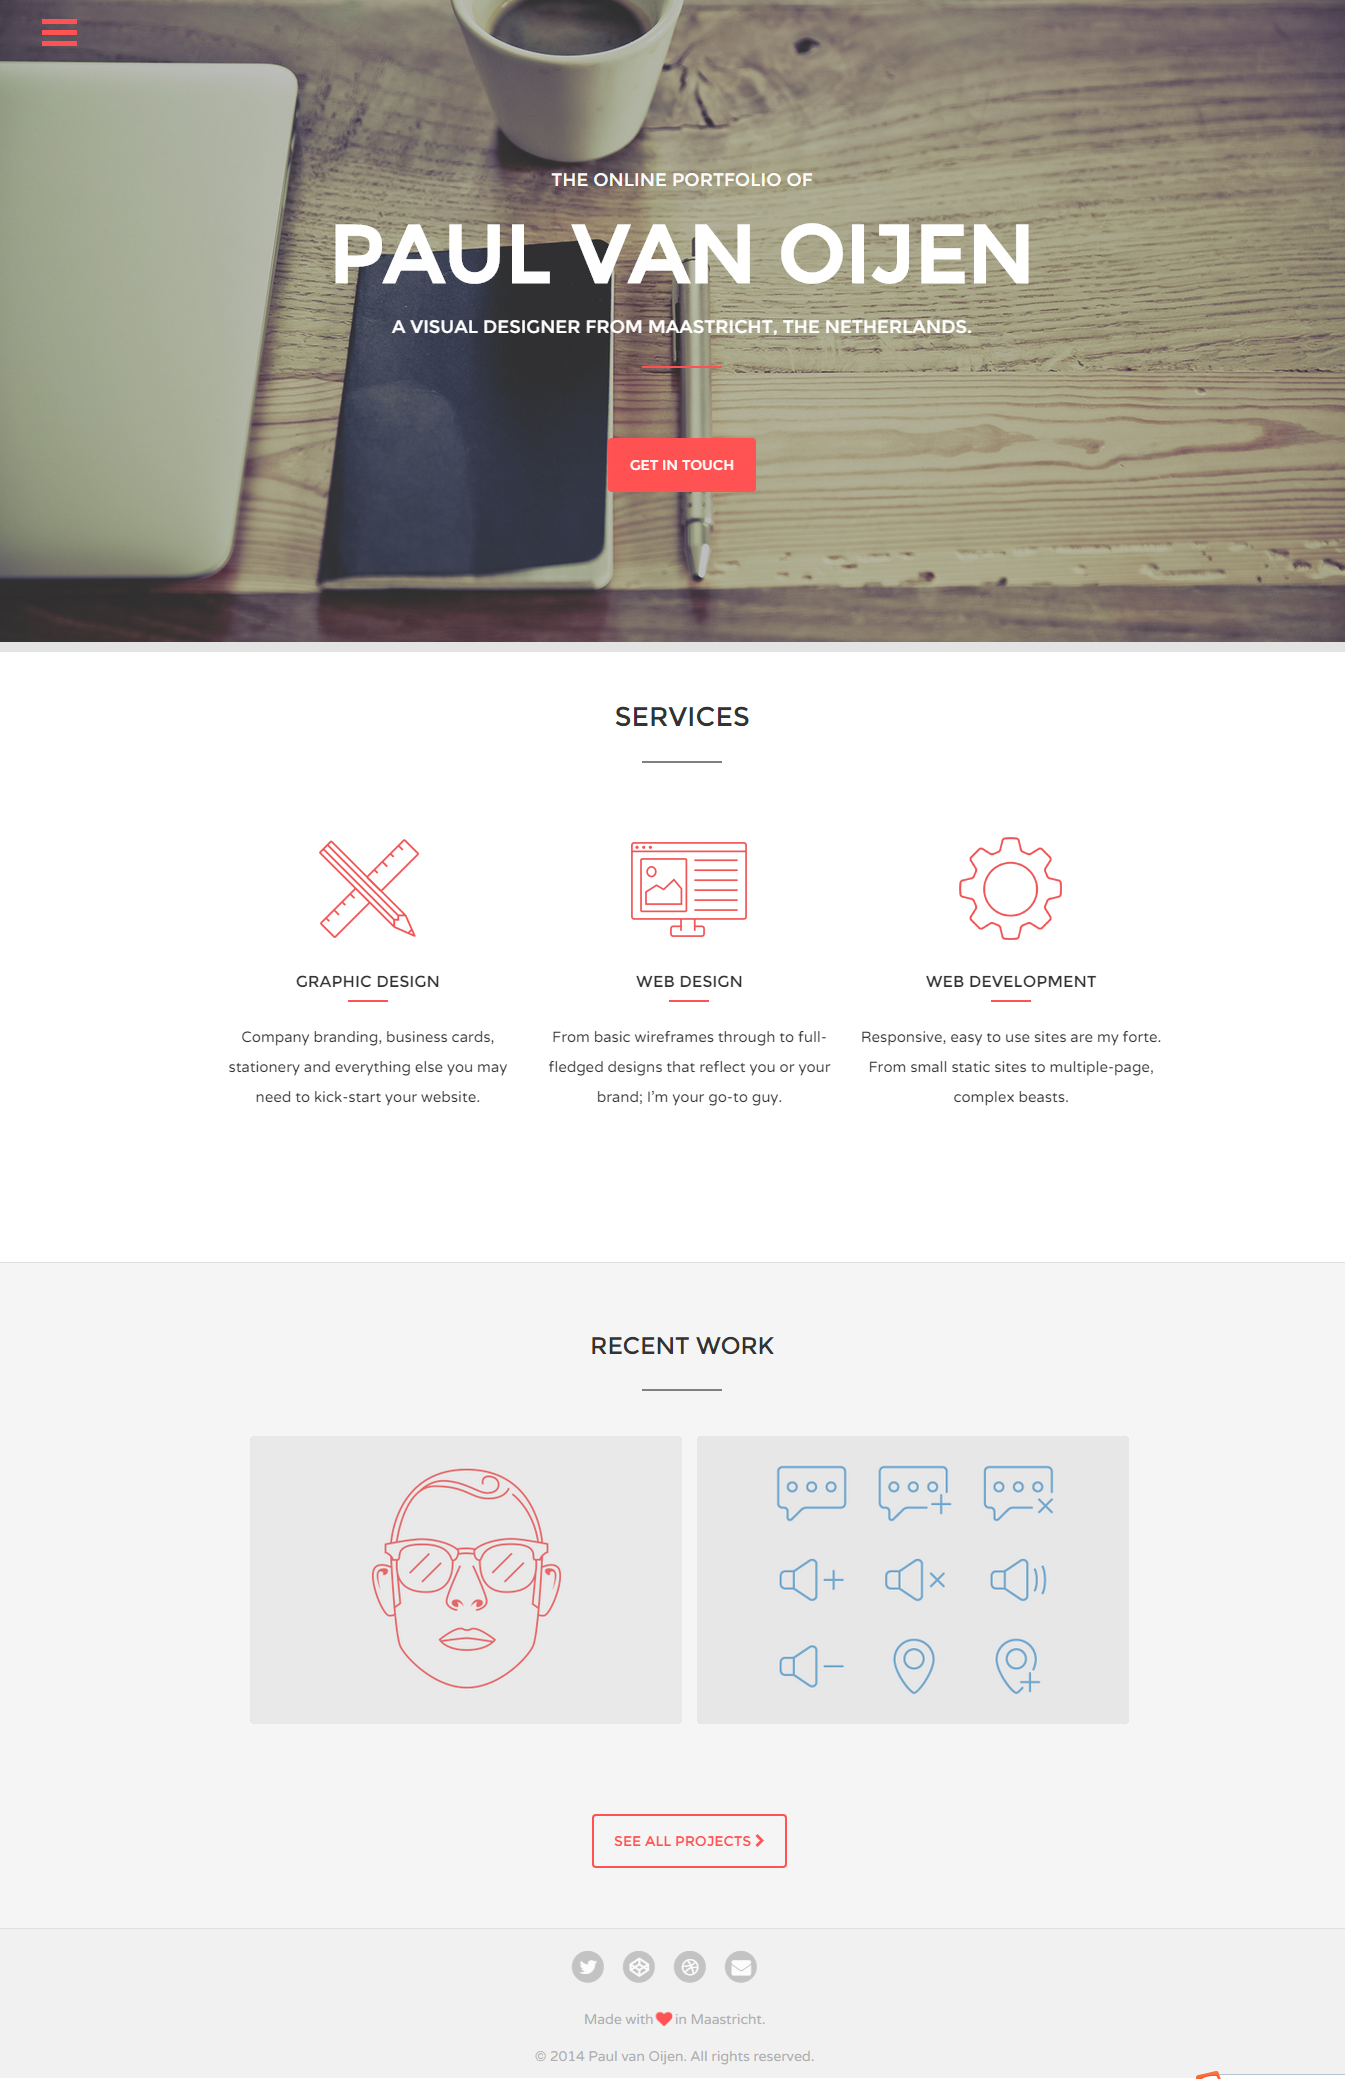 THE ONLINE PORTFOLIO OF
PAUL VAN OIJEN
A VISUAL DESIGNER FROM MAASTRICHT, THE NETHERLANDS.
GET IN TOUCH
SERVICES
GRAPHIC DESIGN
Company branding, business cards,
stationery and everything else you may
need to kick-start your website.
WEB DESIGN
From basic wireframes through to full-
fledged designs that reflect you or your
brand; I'm your go-to guy.
WEB DEVELOPMENT
Responsive, easy to use sites are my forte.
From small static sites to multiple-page,
complex beasts.
RECENT WORK
SEE ALL PROJECTS
Made with in Maastricht.
© 2014 Paul van Oijen. All rights reserved.